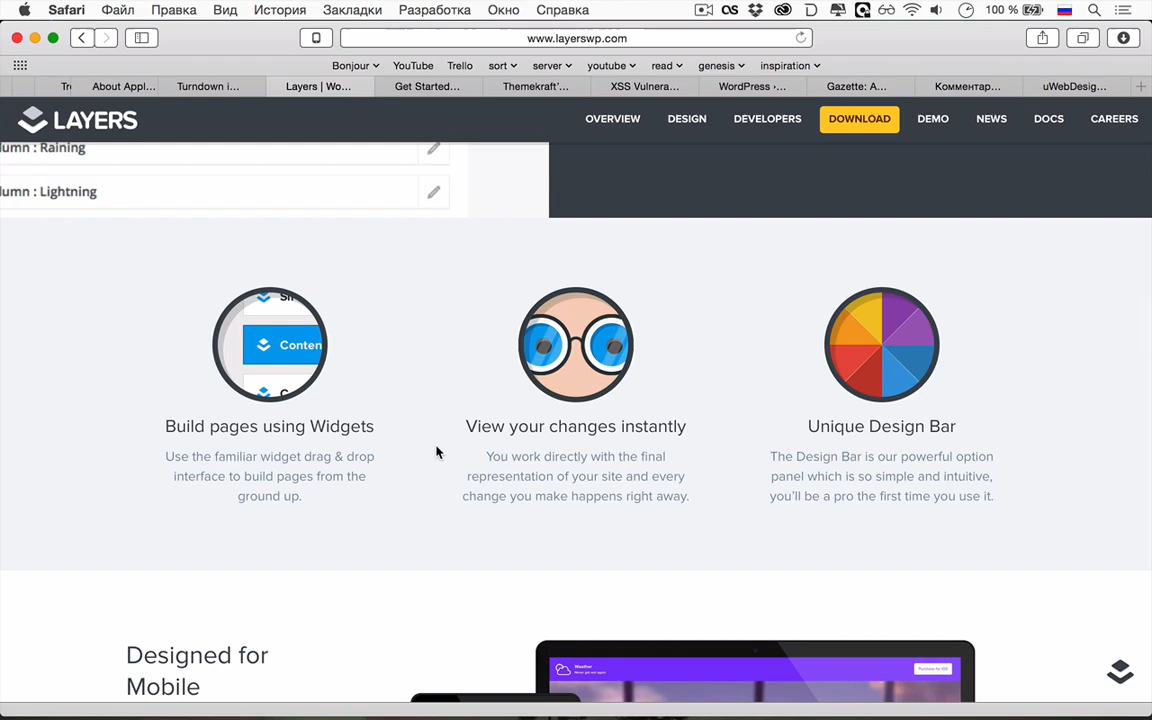 Safari Файл Правка Вид История Закладки Разработка Окно Справка 100 %
www.layerswp.com
Bonjour YouTube Trello sort server youtube read genesis inspiration
Tr About Appl... Turndown i... Layers | Wo... Get Started... Themekraft'... XSS Vulnera... WordPress ›... Gazette: A... Комментар... uWebDesig...
LAYERS OVERVIEW DESIGN DEVELOPERS DOWNLOAD DEMO NEWS DOCS CAREERS
lumn : Raining
lumn : Lightning
Conten
Build pages using Widgets
Use the familiar widget drag & drop
interface to build pages from the
ground up.
View your changes instantly
You work directly with the final
representation of your site and every
change you make happens right away.
Unique Design Bar
The Design Bar is our powerful option
panel which is so simple and intuitive,
you'll be a pro the first time you use it.
Designed for
Mobile
Weather